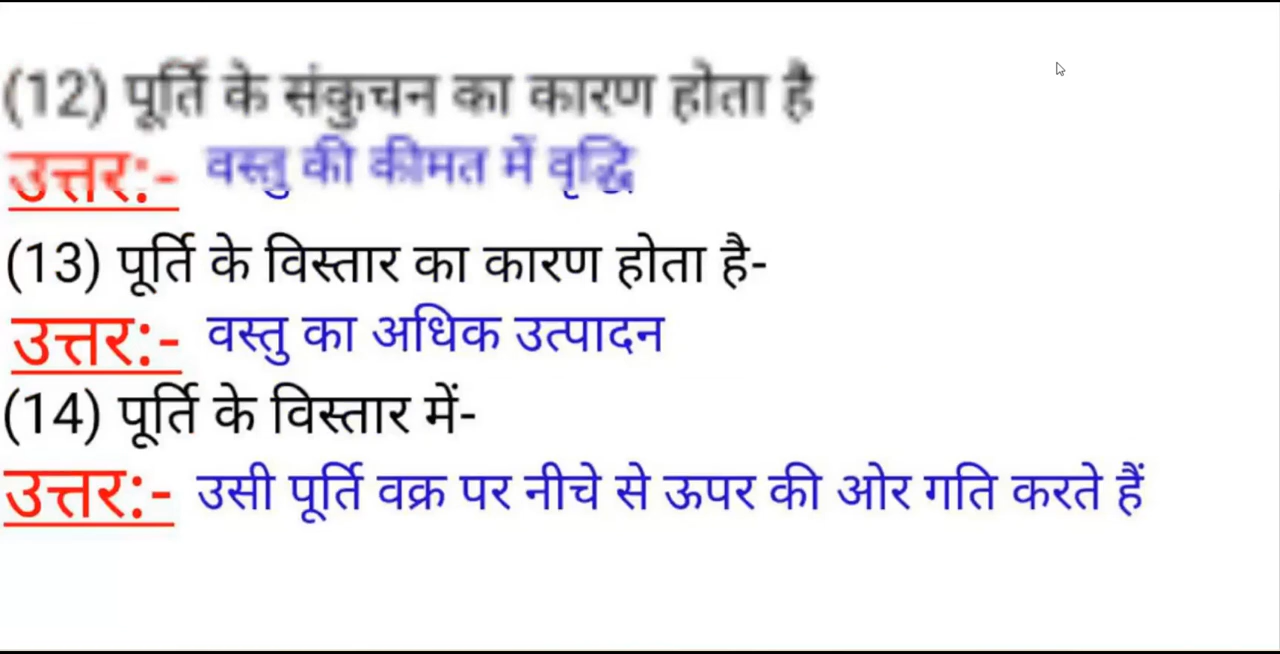 (12) पूर्ति के संकुचन का कारण होता है
उत्तर:- वस्तु की कीमत में वृद्धि
(13) पूर्ति के विस्तार का कारण होता है-
उत्तर:- वस्तु का अधिक उत्पादन
(14) पूर्ति के विस्तार में-
उत्तर:- उसी पूर्ति वक्र पर नीचे से ऊपर की ओर गति करते हैं